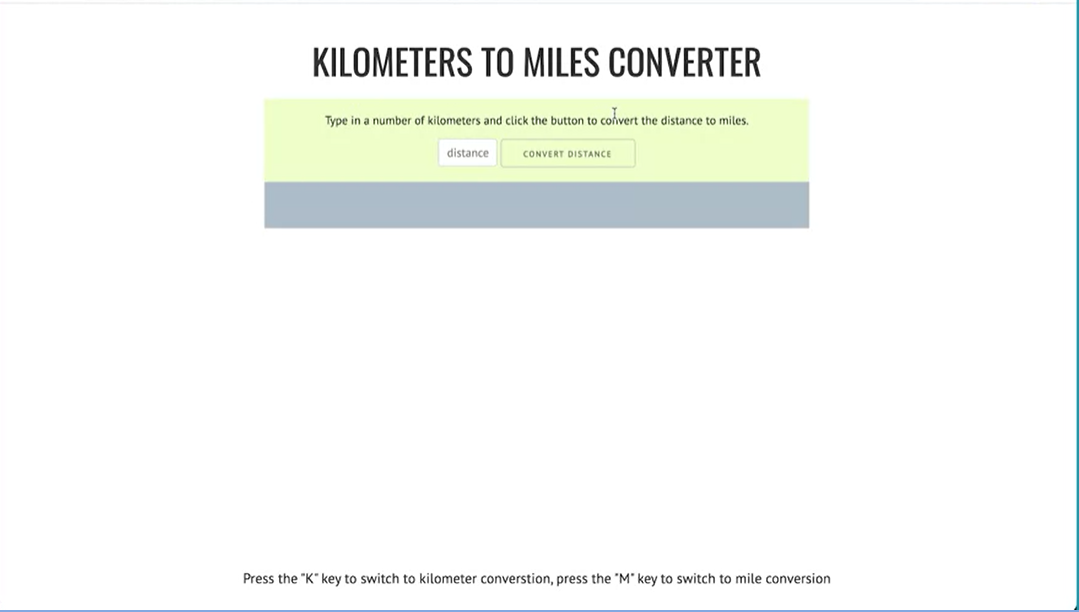 KILOMETERS TO MILES CONVERTER
Type in a number of kilometers and click the button to convert the distance to miles.
distance CONVERT DISTANCE
Press the "K" key to switch to kilometer converstion, press the "M" key to switch to mile conversion